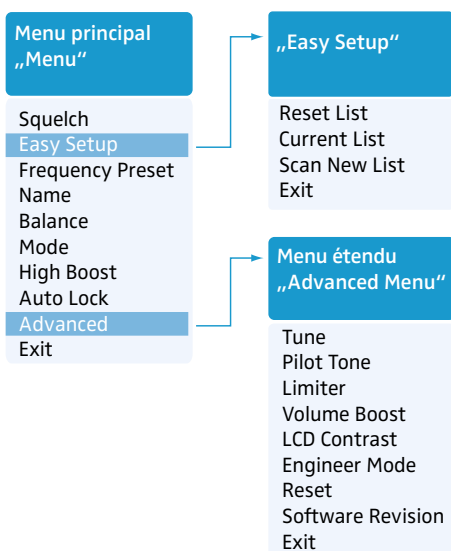 Menu principal
„Menu“
Squelch
Easy Setup
Frequency Preset
Name
Balance
Mode
High Boost
Auto Lock
Advanced
Exit
„Easy Setup“
Reset List
Current List
Scan New List
Exit
Menu étendu
„Advanced Menu“
Tune
Pilot Tone
Limiter
Volume Boost
LCD Contrast
Engineer Mode
Reset
Software Revision
Exit